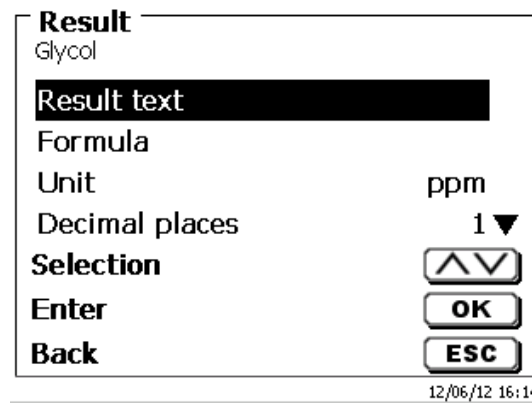 Result
Glycol
Result text
Formula
Unit ppm
Decimal places 1
Selection
Enter OK
Back ESC
12/06/12 16:14